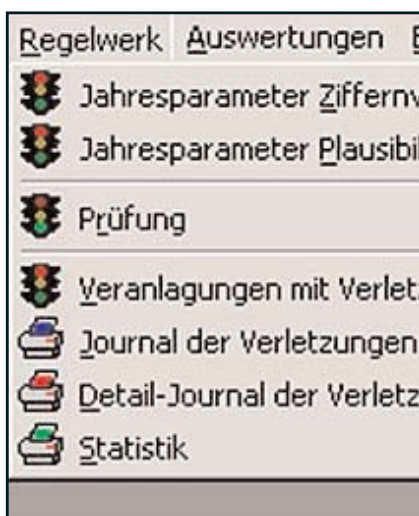 Regelwerk Auswertungen
Jahresparameter Ziffernv
Jahresparameter Plausibi
Prüfung
Veranlagungen mit Verlet
Journal der Verletzungen
Detail-Journal der Verletz
Statistik